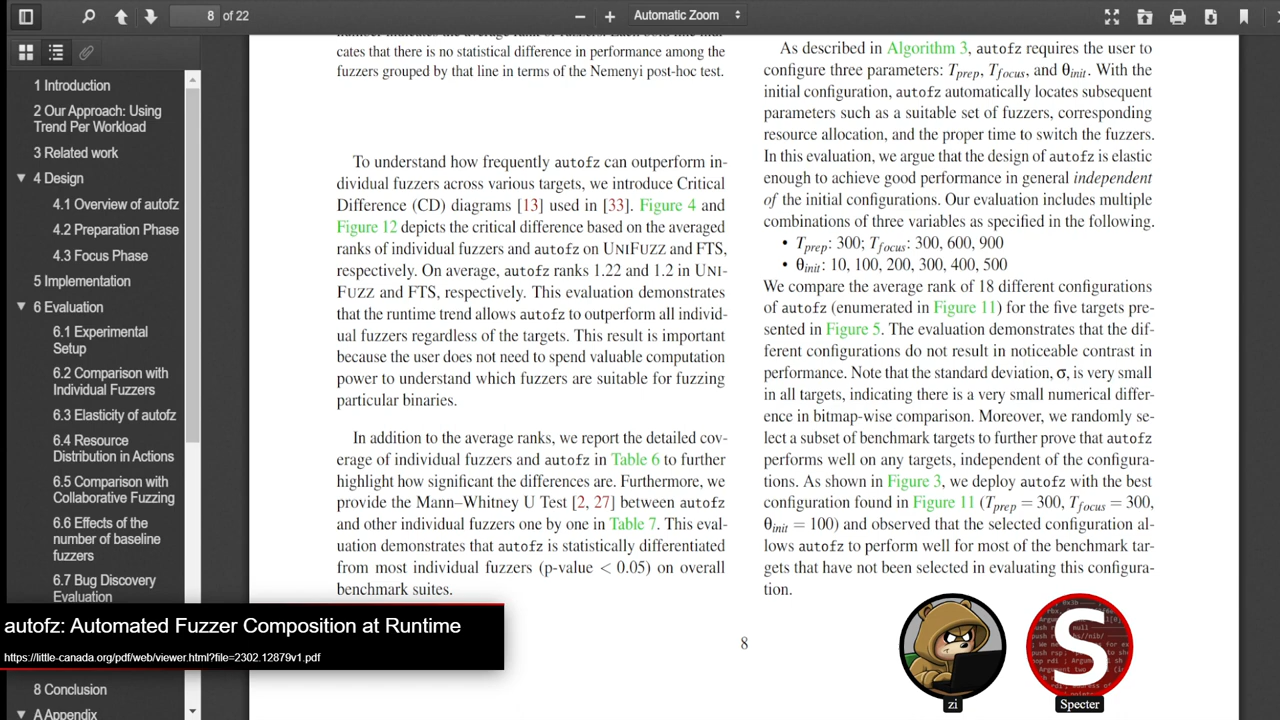 8 of 22
Automatic Zoom
1 Introduction
2 Our Approach: Using
Trend Per Workload
3 Related work
4 Design
4.1 Overview of autofz
4.2 Preparation Phase
4.3 Focus Phase
5 Implementation
6 Evaluation
6.1 Experimental
Setup
6.2 Comparison with
Individual Fuzzers
6.3 Elasticity of autofz
6.4 Resource
Distribution in Actions
6.5 Comparison with
Collaborative Fuzzing
6.6 Effects of the
number of baseline
fuzzers
6.7 Bug Discovery
Evaluation
8 Conclusion
A Appendix
cates that there is no statistical difference in performance among the
fuzzers grouped by that line in terms of the Nemenyi post-hoc test.
To understand how frequently autofz can outperform in-
dividual fuzzers across various targets, we introduce Critical
Difference (CD) diagrams [13] used in [33]. Figure 4 and
Figure 12 depicts the critical difference based on the averaged
ranks of individual fuzzers and autofz on UNIFUZZ and FTS,
respectively. On average, autofz ranks 1.22 and 1.2 in UNI-
FUZZ and FTS, respectively. This evaluation demonstrates
that the runtime trend allows autofz to outperform all individ-
ual fuzzers regardless of the targets. This result is important
because the user does not need to spend valuable computation
power to understand which fuzzers are suitable for fuzzing
particular binaries.
In addition to the average ranks, we report the detailed cov-
erage of individual fuzzers and autofz in Table 6 to further
highlight how significant the differences are. Furthermore, we
provide the Mann–Whitney U Test [2, 27] between autofz
and other individual fuzzers one by one in Table 7. This eval-
uation demonstrates that autofz is statistically differentiated
from most individual fuzzers (p-value < 0.05) on overall
benchmark suites.
As described in Algorithm 3, autofz requires the user to
configure three parameters: Tprep, Tfocus, and θinit. With the
initial configuration, autofz automatically locates subsequent
parameters such as a suitable set of fuzzers, corresponding
resource allocation, and the proper time to switch the fuzzers.
In this evaluation, we argue that the design of autofz is elastic
enough to achieve good performance in general independent
of the initial configurations. Our evaluation includes multiple
combinations of three variables as specified in the following.
• Tprep: 300; Tfocus: 300, 600, 900
• θinit: 10, 100, 200, 300, 400, 500
We compare the average rank of 18 different configurations
of autofz (enumerated in Figure 11) for the five targets pre-
sented in Figure 5. The evaluation demonstrates that the dif-
ferent configurations do not result in noticeable contrast in
performance. Note that the standard deviation, σ, is very small
in all targets, indicating there is a very small numerical differ-
ence in bitmap-wise comparison. Moreover, we randomly se-
lect a subset of benchmark targets to further prove that autofz
performs well on any targets, independent of the configura-
tions. As shown in Figure 3, we deploy autofz with the best
configuration found in Figure 11 (Tprep = 300, Tfocus = 300,
θinit = 100) and observed that the selected configuration al-
lows autofz to perform well for most of the benchmark tar-
gets that have not been selected in evaluating this configura-
tion.
8
autofz: Automated Fuzzer Composition at Runtime
https://little-canada.org/pdf/web/viewer.html?file=2302.12879v1.pdf
zi
S
Specter